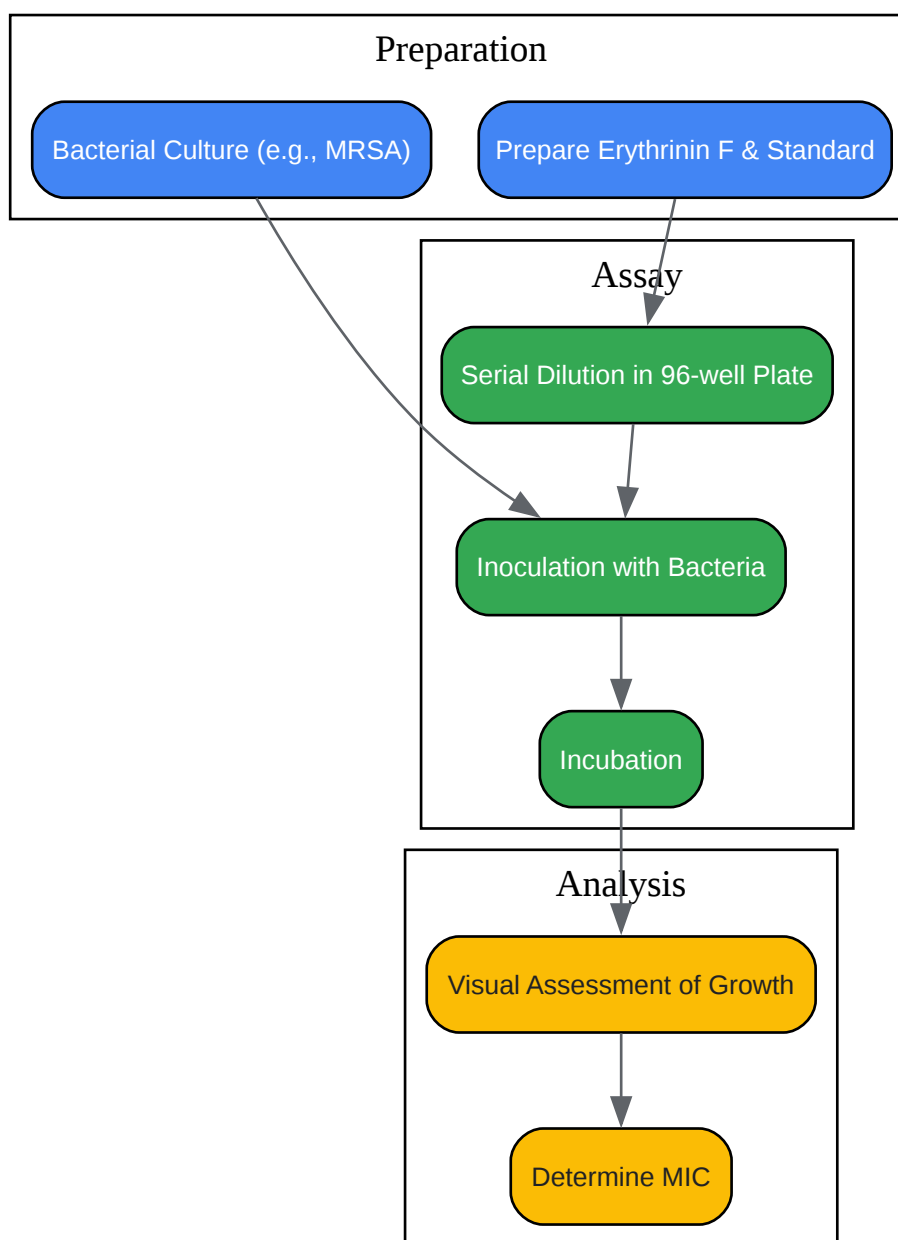 Preparation
Bacterial Culture (e.g., MRSA)
Prepare Erythrinin F & Standard
Assay
Serial Dilution in 96-well Plate
Inoculation with Bacteria
Incubation
Analysis
Visual Assessment of Growth
Determine MIC